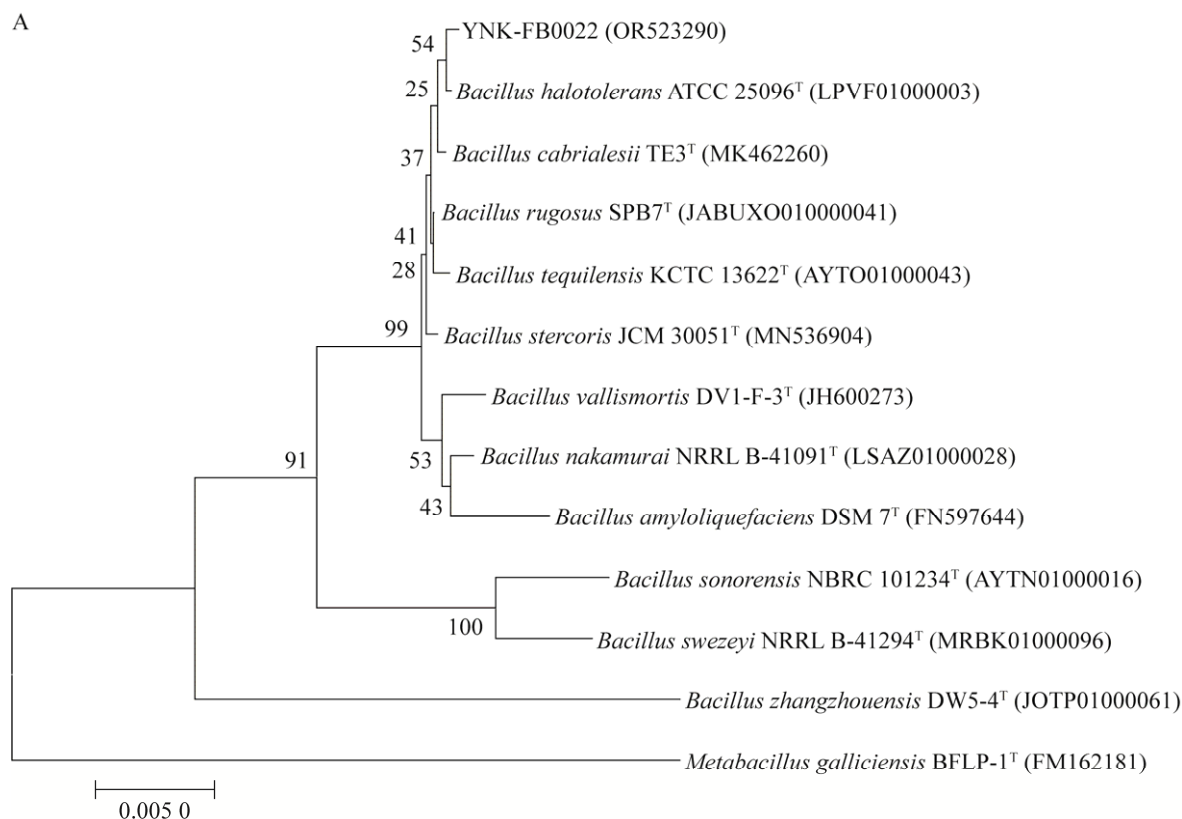 A
YNK-FB0022 (OR523290)
54
25
Bacillus halotolerans ATCC 25096ᵀ (LPVF01000003)
37
Bacillus cabrialesii TE3ᵀ (MK462260)
Bacillus rugosus SPB7ᵀ (JABUXO010000041)
41
28
Bacillus tequilensis KCTC 13622ᵀ (AYTO01000043)
99
Bacillus stercoris JCM 30051ᵀ (MN536904)
Bacillus vallismortis DV1-F-3ᵀ (JH600273)
91
53
Bacillus nakamurai NRRL B-41091ᵀ (LSAZ01000028)
43
Bacillus amyloliquefaciens DSM 7ᵀ (FN597644)
Bacillus sonorensis NBRC 101234ᵀ (AYTN01000016)
100
Bacillus swezeyi NRRL B-41294ᵀ (MRBK01000096)
Bacillus zhangzhouensis DW5-4ᵀ (JOTP01000061)
Metabacillus galliciensis BFLP-1ᵀ (FM162181)
0.005 0